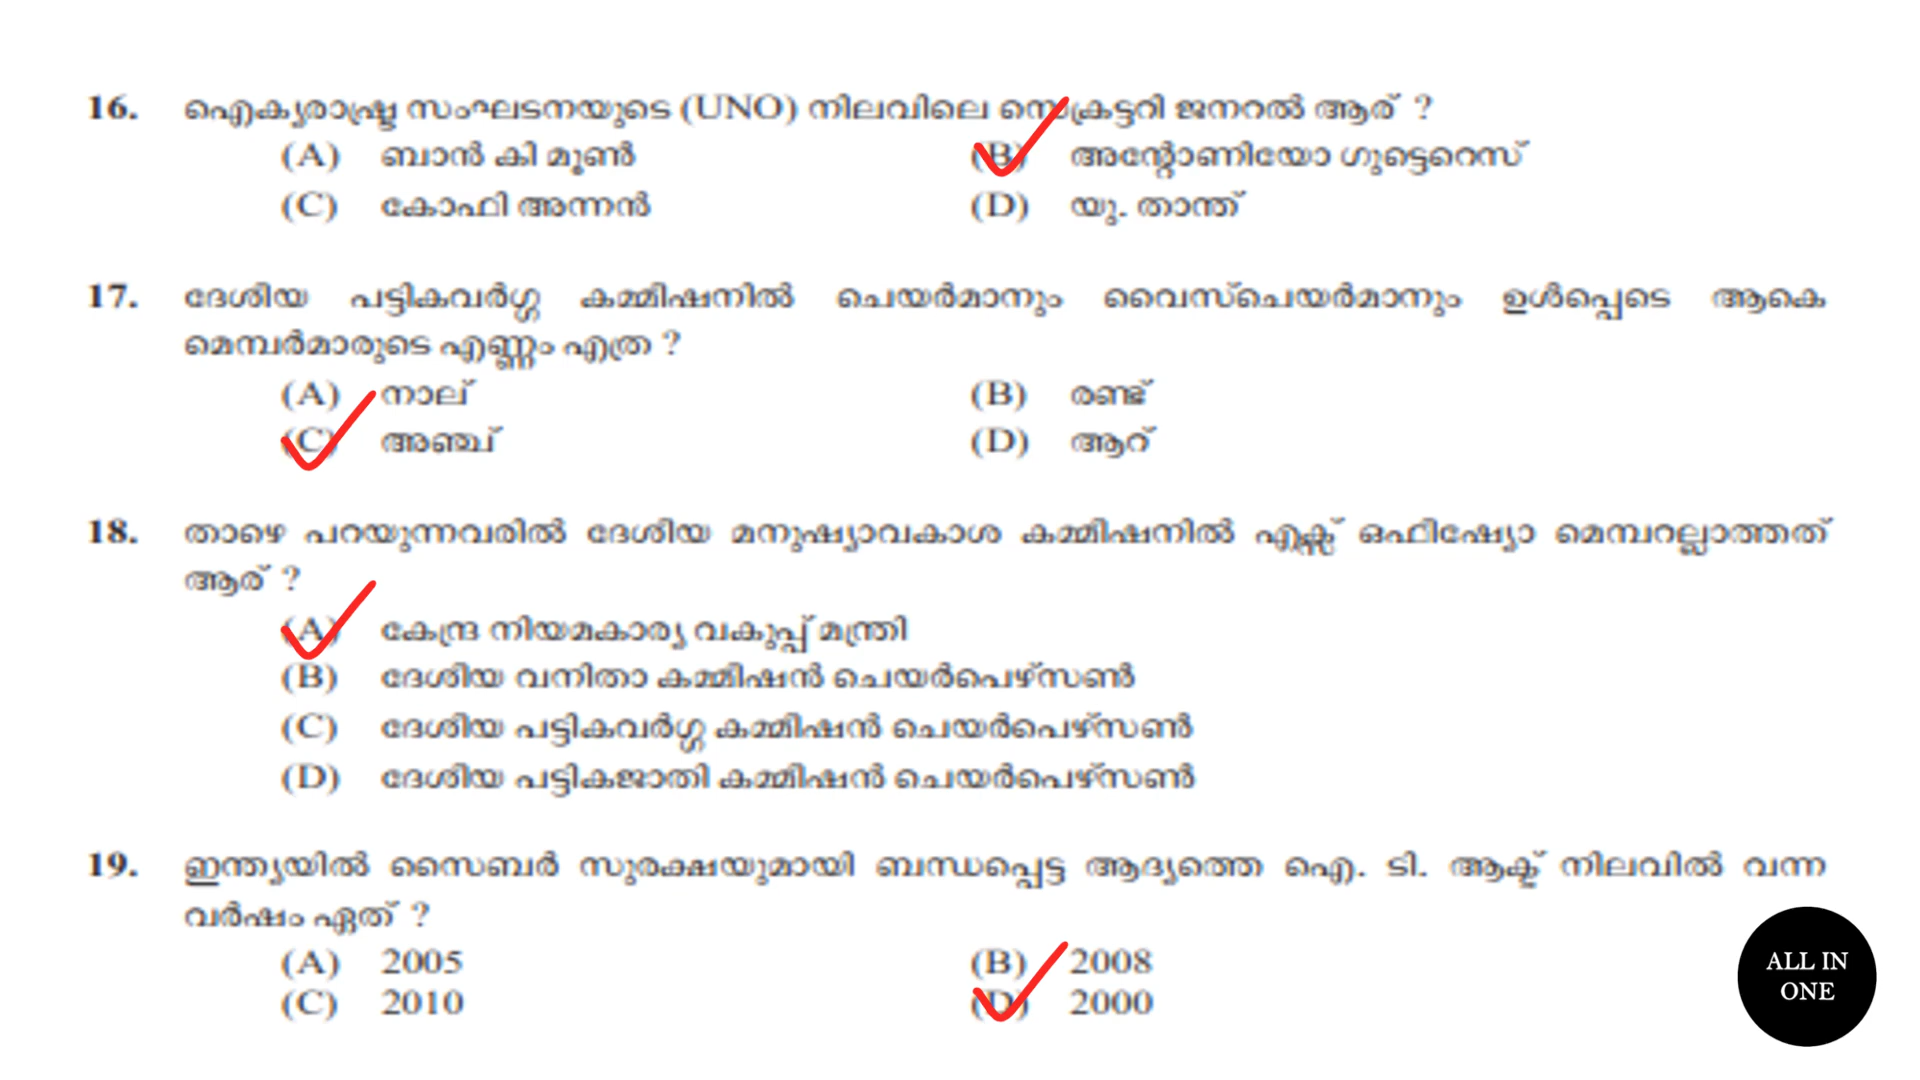 16. ഐക്യരാഷ്ട്ര സംഘടനയുടെ (UNO) നിലവിലെ സെക്രട്ടറി ജനറൽ ആര് ?
(A) ബാൻ കി മൂൺ (B) അന്റോണിയോ ഗുട്ടെറെസ്
(C) കോഫി അന്നൻ (D) യു. താന്ത്
17. ദേശീയ പട്ടികവർഗ്ഗ കമ്മീഷനിൽ ചെയർമാനും വൈസ്ചെയർമാനും ഉൾപ്പെടെ ആകെ
മെമ്പർമാരുടെ എണ്ണം എത്ര ?
(A) നാല് (B) രണ്ട്
(C) അഞ്ച് (D) ആറ്
18. താഴെ പറയുന്നവരിൽ ദേശീയ മനുഷ്യാവകാശ കമ്മീഷനിൽ എക്സ് ഒഫിഷ്യോ മെമ്പറല്ലാത്തത്
ആര് ?
(A) കേന്ദ്ര നിയമകാര്യ വകുപ്പ് മന്ത്രി
(B) ദേശീയ വനിതാ കമ്മീഷൻ ചെയർപെഴ്സൺ
(C) ദേശീയ പട്ടികവർഗ്ഗ കമ്മീഷൻ ചെയർപെഴ്സൺ
(D) ദേശീയ പട്ടികജാതി കമ്മീഷൻ ചെയർപെഴ്സൺ
19. ഇന്ത്യയിൽ സൈബർ സുരക്ഷയുമായി ബന്ധപ്പെട്ട ആദ്യത്തെ ഐ. ടി. ആക്ട് നിലവിൽ വന്ന
വർഷം ഏത് ?
(A) 2005 (B) 2008
(C) 2010 (D) 2000
ALL IN
ONE